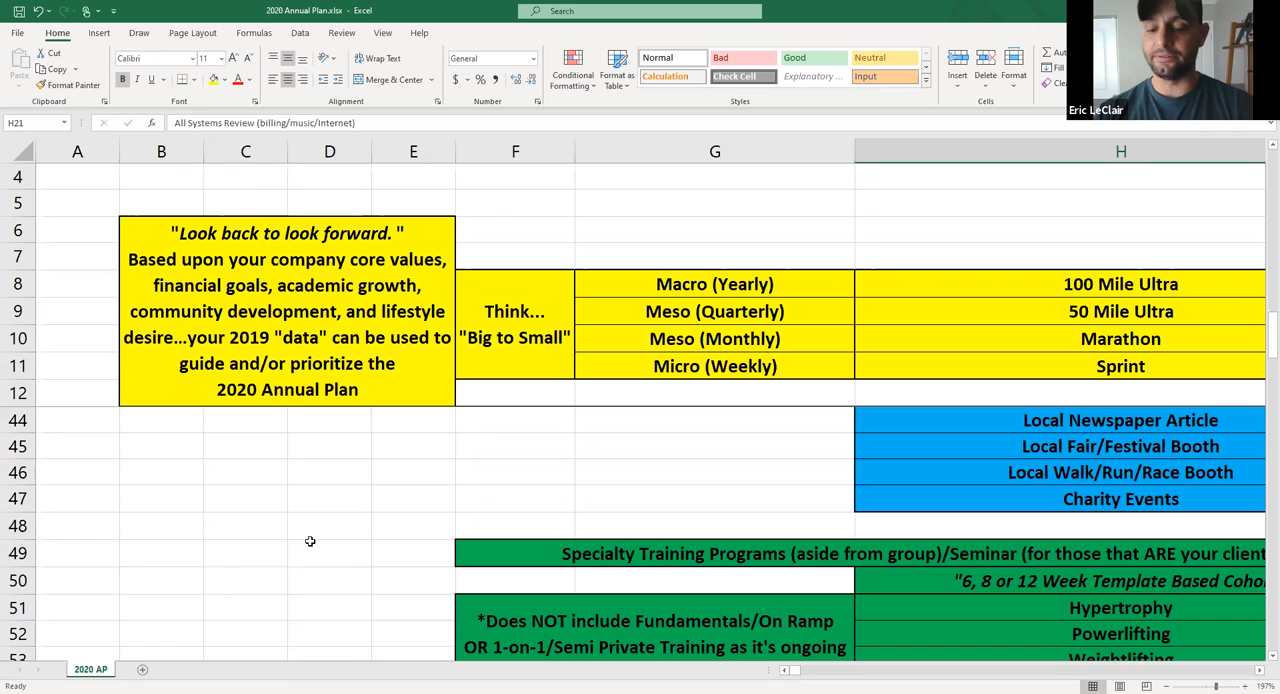 2020 Annual Plan.xlsx - Excel
Search
File Home Insert Draw Page Layout Formulas Data Review View Help
Paste
Cut
Copy
Format Painter
Clipboard
Calibri 11
B I U
Font
Wrap Text
Merge & Center
Alignment
General
$ % 
Number
Conditional Formatting
Format as Table
Normal Bad Good Neutral
Calculation Check Cell Explanatory ... Input
Styles
Insert Delete Format
Cells
Eric LeClair
H21
fx
All Systems Review (billing/music/Internet)
A B C D E F G H
4
5
6
7
8
9
10
11
12
44
45
46
47
48
49
50
51
52
53
"Look back to look forward. "
Based upon your company core values,
financial goals, academic growth,
community development, and lifestyle
desire...your 2019 "data" can be used to
guide and/or prioritize the
2020 Annual Plan
Think...
"Big to Small"
Macro (Yearly) 100 Mile Ultra
Meso (Quarterly) 50 Mile Ultra
Meso (Monthly) Marathon
Micro (Weekly) Sprint
Local Newspaper Article
Local Fair/Festival Booth
Local Walk/Run/Race Booth
Charity Events
Specialty Training Programs (aside from group)/Seminar (for those that ARE your client
"6, 8 or 12 Week Template Based Coho
*Does NOT include Fundamentals/On Ramp
OR 1-on-1/Semi Private Training as it's ongoing
Hypertrophy
Powerlifting
Weightlifting
2020 AP
Ready
197%